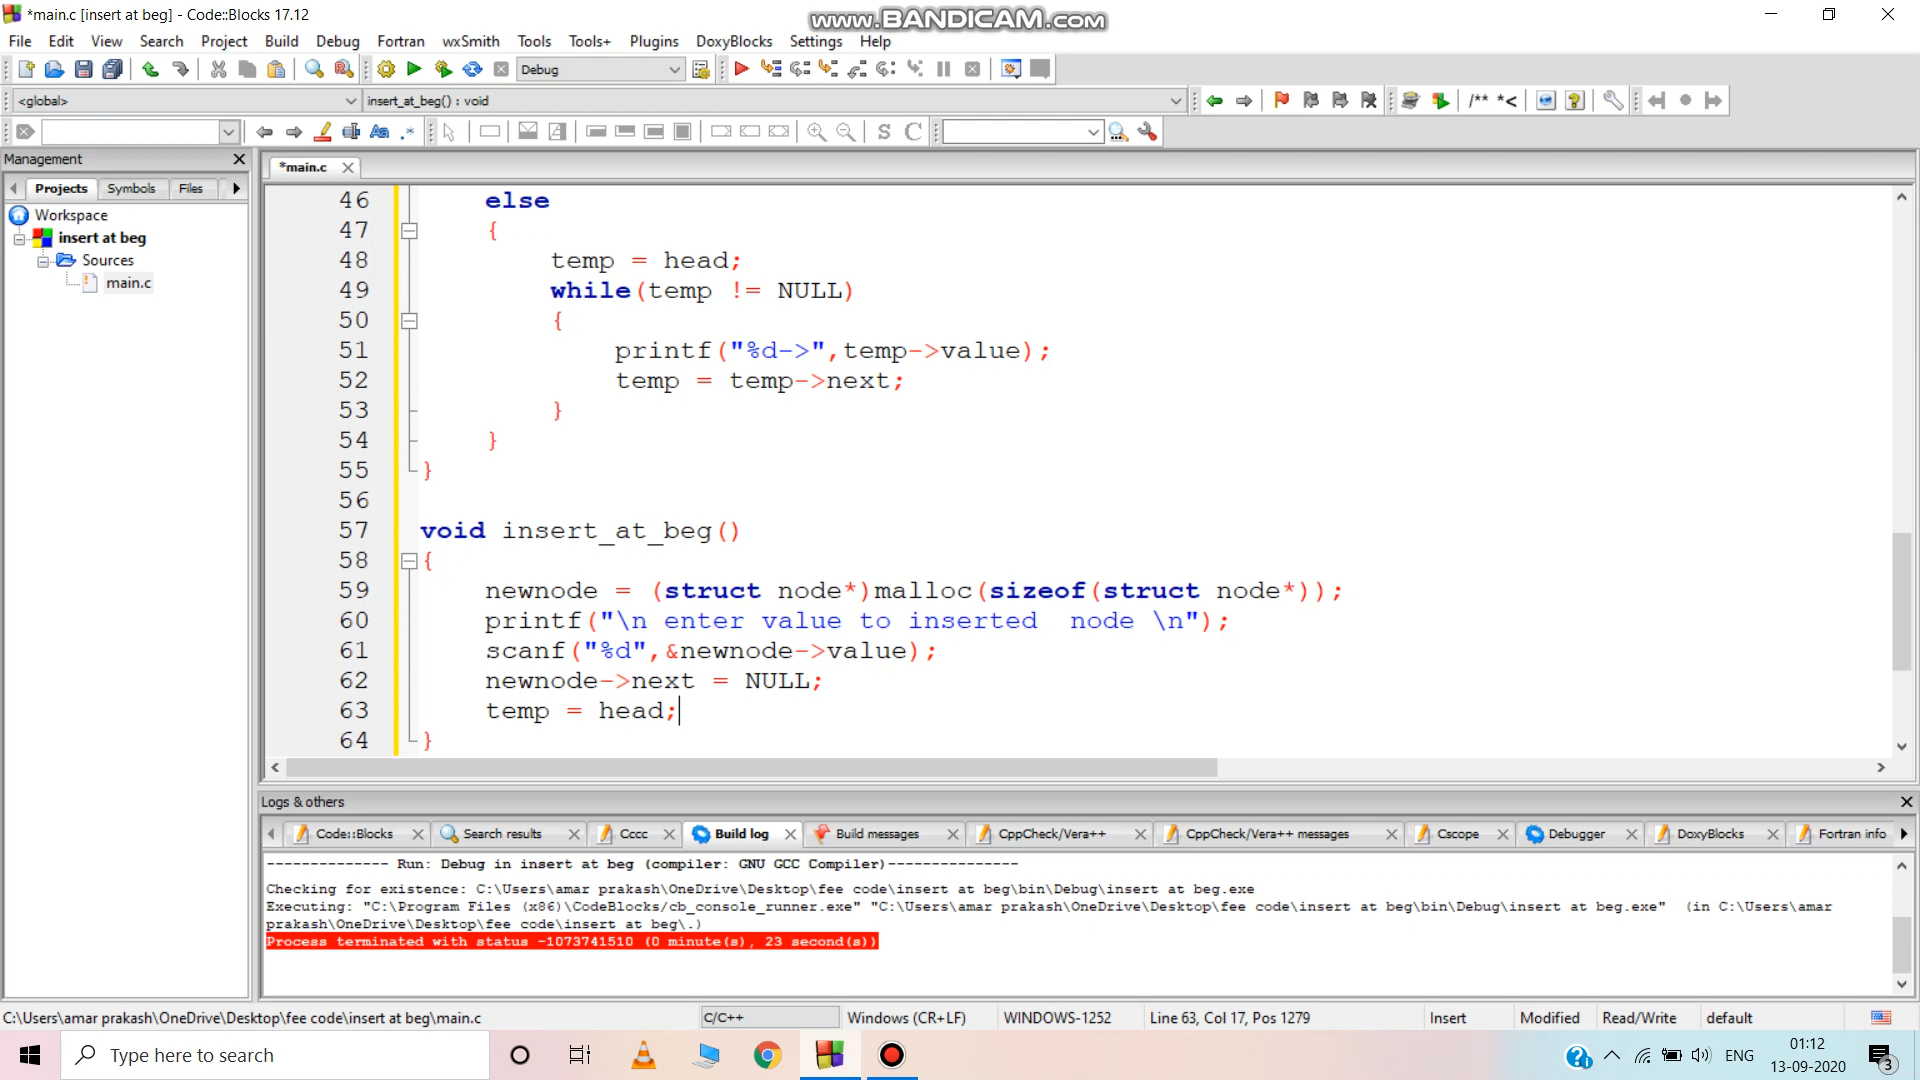 *main.c [insert at beg] - Code::Blocks 17.12
www.BANDICAM.com
File Edit View Search Project Build Debug Fortran wxSmith Tools Tools+ Plugins DoxyBlocks Settings Help
Debug
<global> insert_at_beg() : void
/** *<
Aa .* S C
Management
*main.c
Projects Symbols Files
Workspace
insert at beg
Sources
main.c
46 else
47 {
48 temp = head;
49 while(temp != NULL)
50 {
51 printf("%d->",temp->value);
52 temp = temp->next;
53 }
54 }
55 }
56
57 void insert_at_beg()
58 {
59 newnode = (struct node*)malloc(sizeof(struct node*));
60 printf("\n enter value to inserted  node \n");
61 scanf("%d",&newnode->value);
62 newnode->next = NULL;
63 temp = head;
64 }
Logs & others
Code::Blocks Search results Cccc Build log Build messages CppCheck/Vera++ CppCheck/Vera++ messages Cscope Debugger DoxyBlocks Fortran info
-------------- Run: Debug in insert at beg (compiler: GNU GCC Compiler)---------------
Checking for existence: C:\Users\amar prakash\OneDrive\Desktop\fee code\insert at beg\bin\Debug\insert at beg.exe
Executing: "C:\Program Files (x86)\CodeBlocks/cb_console_runner.exe" "C:\Users\amar prakash\OneDrive\Desktop\fee code\insert at beg\bin\Debug\insert at beg.exe"  (in C:\Users\amar
prakash\OneDrive\Desktop\fee code\insert at beg\.)
Process terminated with status -1073741510 (0 minute(s), 23 second(s))
C:\Users\amar prakash\OneDrive\Desktop\fee code\insert at beg\main.c C/C++ Windows (CR+LF) WINDOWS-1252 Line 63, Col 17, Pos 1279 Insert Modified Read/Write default
Type here to search
ENG
01:12
13-09-2020
3